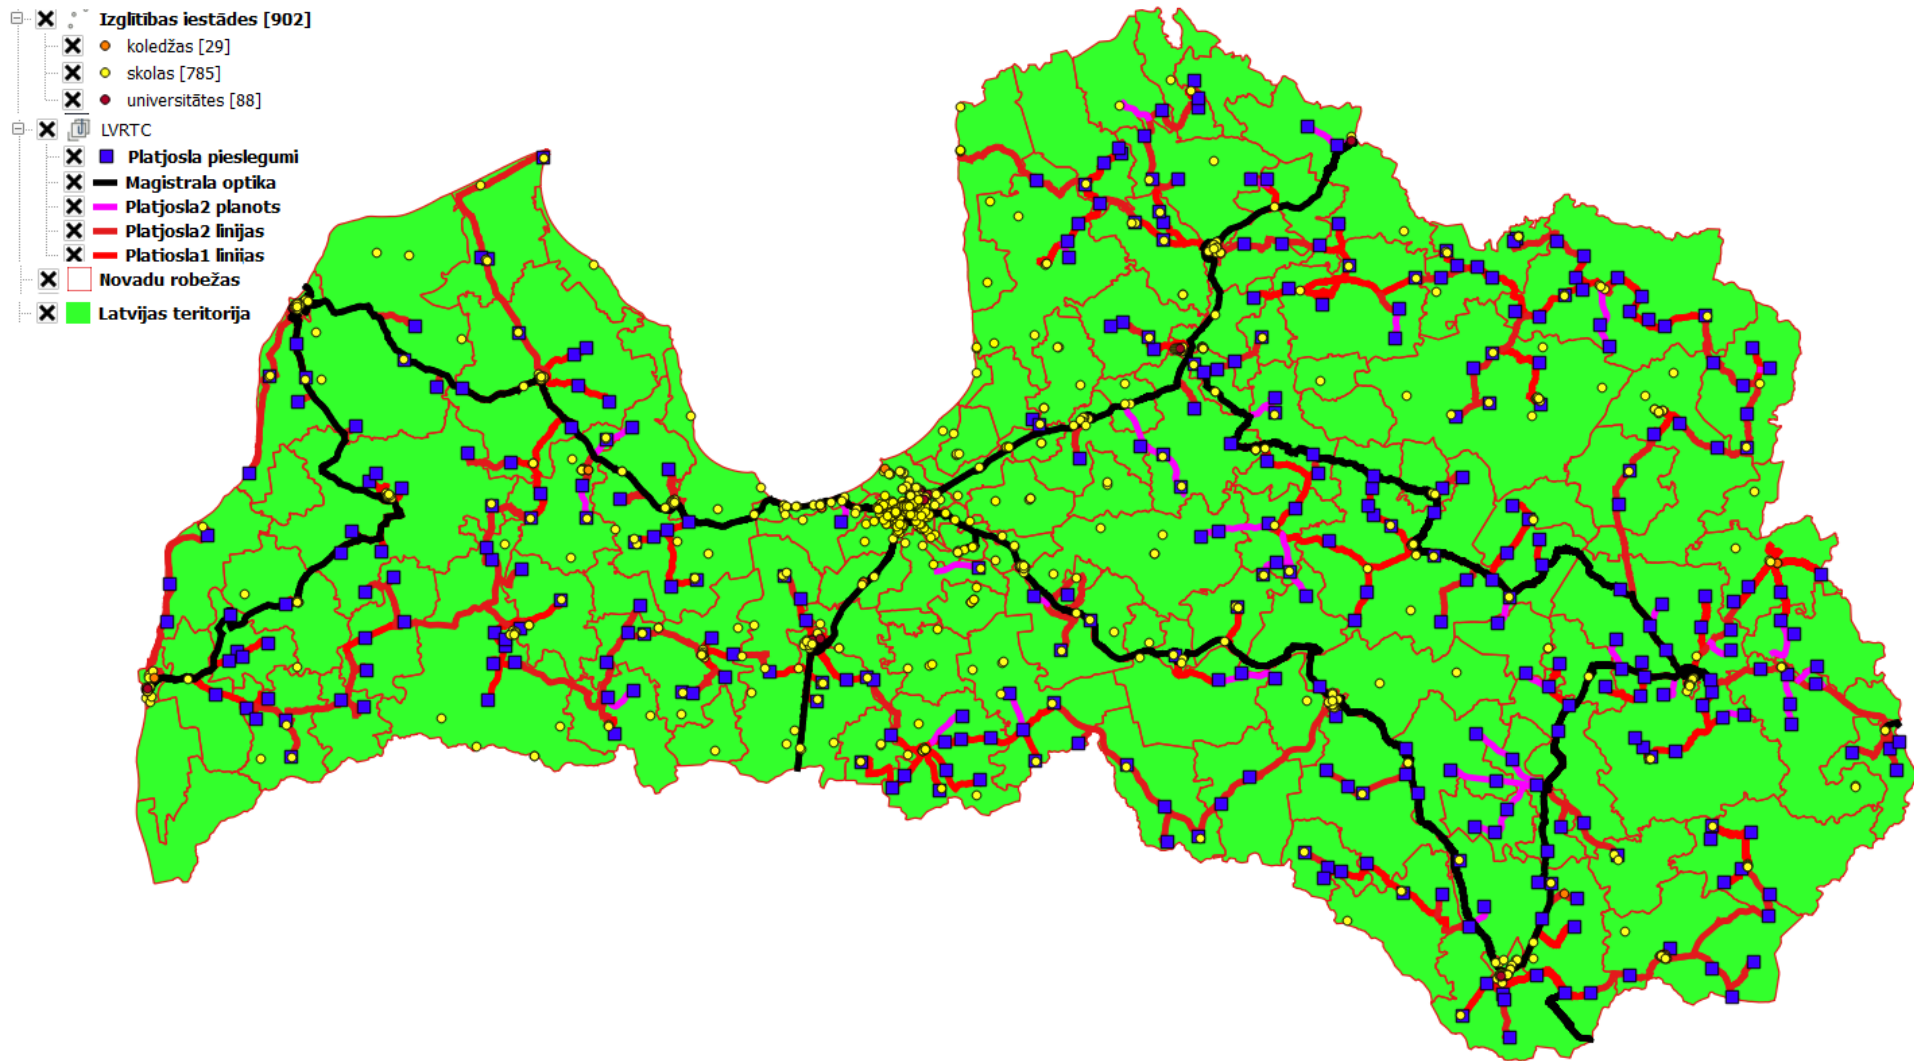 Izglītības iestādes [902]
koledžas [29]
skolas [785]
universitātes [88]
LVRTC
Platjosla pieslegumi
Magistrala optika
Platjosla2 planots
Platjosla2 linijas
Platjosla1 linijas
Novadu robežas
Latvijas teritorija